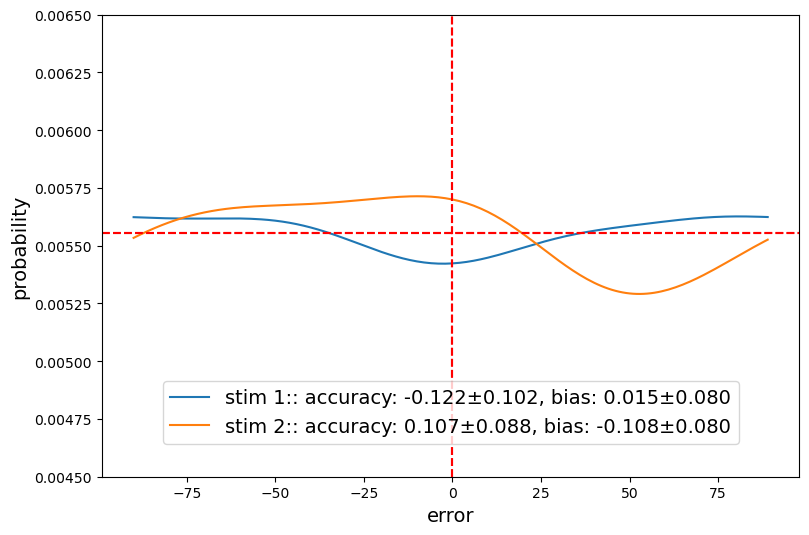 0.00650
0.00625
0.00600
0.00575
0.00550
0.00525
0.00500
0.00475
0.00450
probability
stim 1:: accuracy: -0.122±0.102, bias: 0.015±0.080
stim 2:: accuracy: 0.107±0.088, bias: -0.108±0.080
−75 −50 −25 0 25 50 75
error